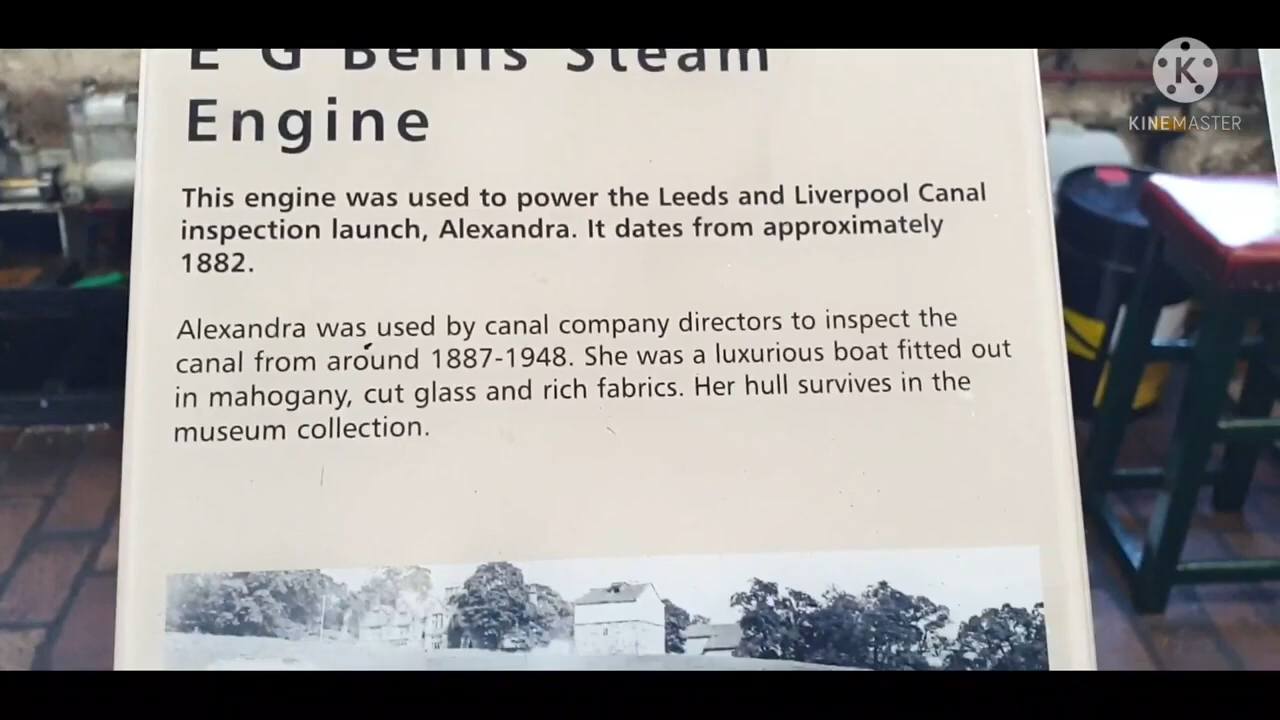 E G Bellis Steam
Engine
This engine was used to power the Leeds and Liverpool Canal
inspection launch, Alexandra. It dates from approximately
1882.
Alexandra was used by canal company directors to inspect the
canal from around 1887-1948. She was a luxurious boat fitted out
in mahogany, cut glass and rich fabrics. Her hull survives in the
museum collection.
K
KINEMASTER